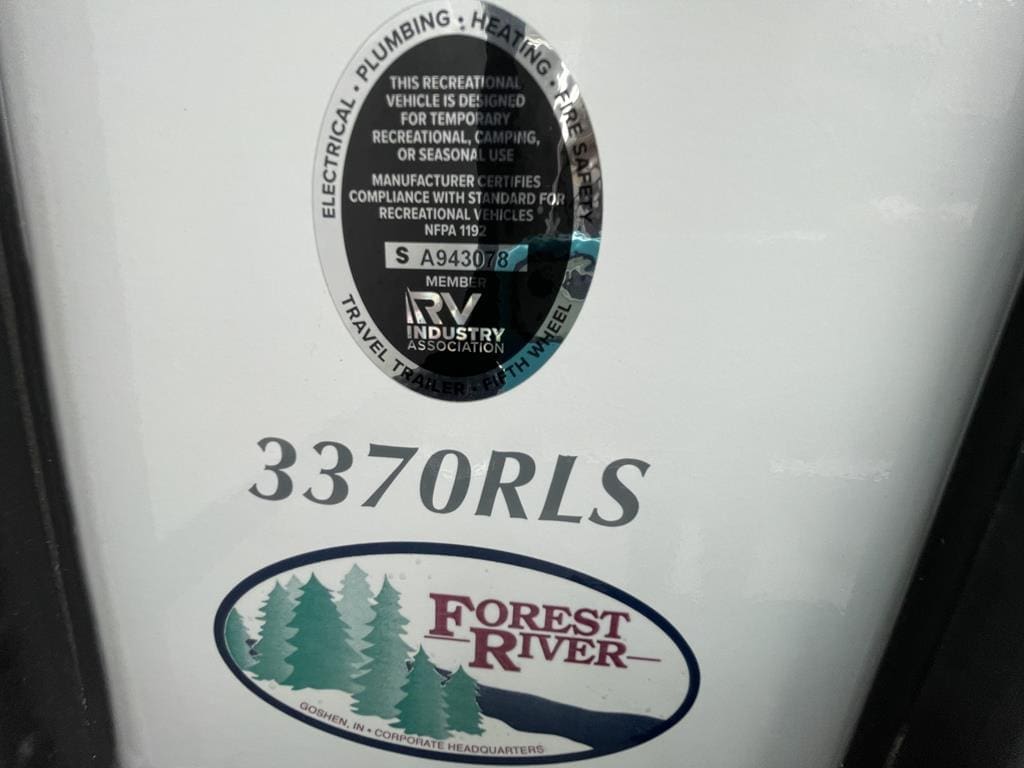 ELECTRICAL • PLUMBING • HEATING • FIRE SAFETY
THIS RECREATIONAL
VEHICLE IS DESIGNED
FOR TEMPORARY
RECREATIONAL, CAMPING,
OR SEASONAL USE
MANUFACTURER CERTIFIES
COMPLIANCE WITH STANDARD FOR
RECREATIONAL VEHICLES
NFPA 1192
S A943078
MEMBER
RV
INDUSTRY
ASSOCIATION
TRAVEL TRAILER • FIFTH WHEEL
3370RLS
FOREST
RIVER
GOSHEN, IN • CORPORATE HEADQUARTERS